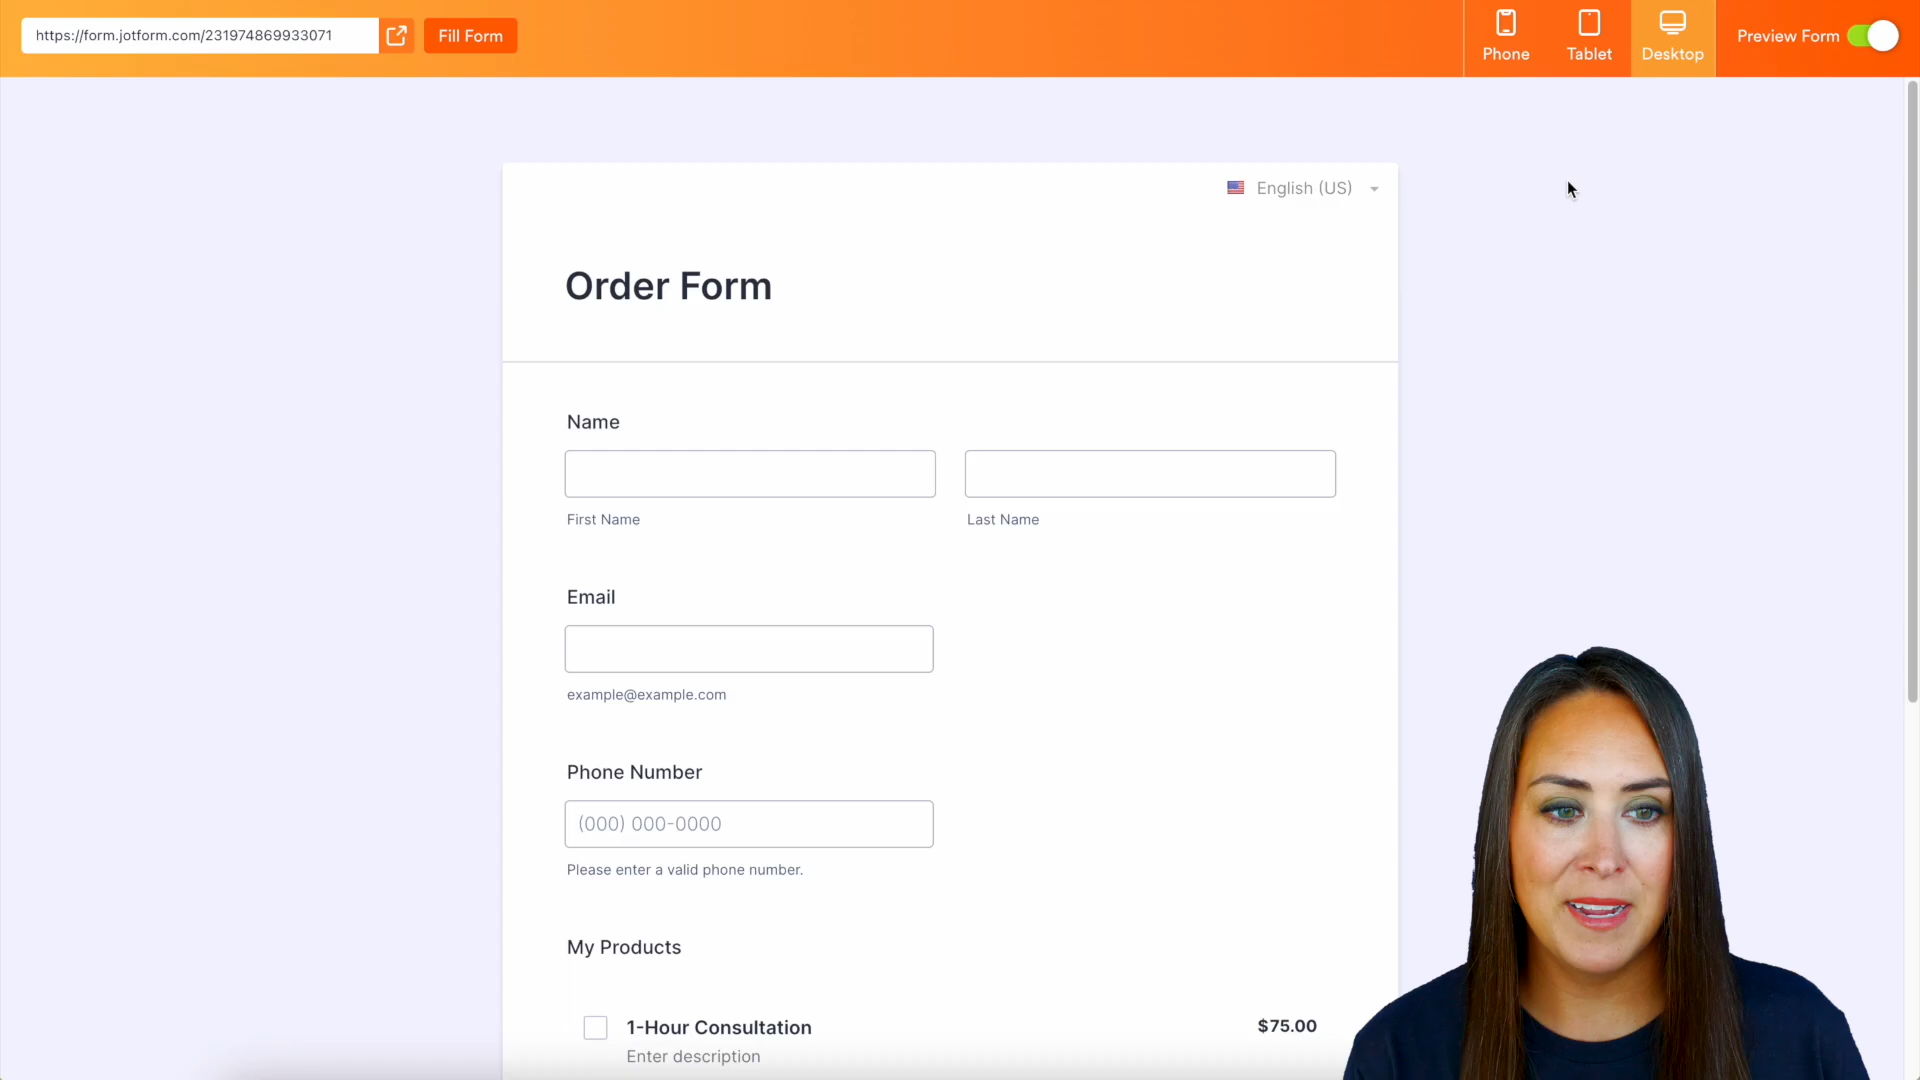 https://form.jotform.com/231974869933071
Fill Form
Phone
Tablet
Desktop
Preview Form
English (US)
Order Form
Name
First Name
Last Name
Email
example@example.com
Phone Number
(000) 000-0000
Please enter a valid phone number.
My Products
1-Hour Consultation
$75.00
Enter description